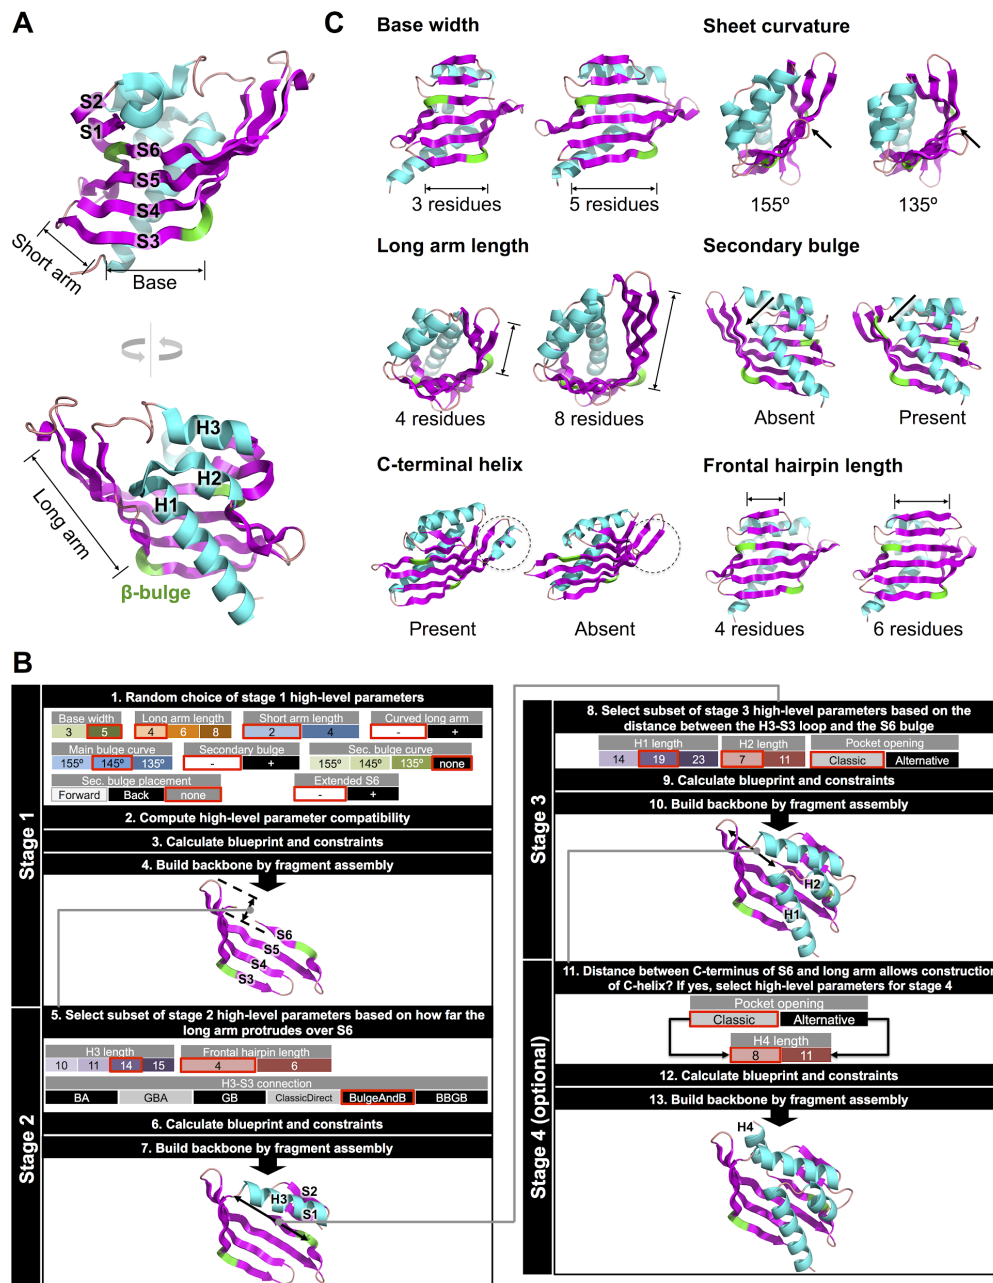 A
S2
S1
S6
S5
S4
S3
Short arm
Base
H3
H2
H1
Long arm
β-bulge
C
Base width
3 residues
5 residues
Sheet curvature
155º
135º
Long arm length
4 residues
8 residues
Secondary bulge
Absent
Present
C-terminal helix
Present
Absent
Frontal hairpin length
4 residues
6 residues
B
Stage 1
1. Random choice of stage 1 high-level parameters
Base width
3 5
Long arm length
4 6 8
Short arm length
2 4
Curved long arm
- +
Main bulge curve
155º 145º 135º
Secondary bulge
- +
Sec. bulge curve
155º 145º 135º none
Sec. bulge placement
Forward Back none
Extended S6
- +
2. Compute high-level parameter compatibility
3. Calculate blueprint and constraints
4. Build backbone by fragment assembly
S6
S5
S4
S3
Stage 2
5. Select subset of stage 2 high-level parameters based on how far the
long arm protrudes over S6
H3 length
10 11 14 15
Frontal hairpin length
4 6
H3-S3 connection
BA GBA GB ClassicDirect BulgeAndB BBGB
6. Calculate blueprint and constraints
7. Build backbone by fragment assembly
H3
S2
S1
Stage 3
8. Select subset of stage 3 high-level parameters based on the
distance between the H3-S3 loop and the S6 bulge
H1 length
14 19 23
H2 length
7 11
Pocket opening
Classic Alternative
9. Calculate blueprint and constraints
10. Build backbone by fragment assembly
H2
H1
Stage 4 (optional)
11. Distance between C-terminus of S6 and long arm allows construction
of C-helix? If yes, select high-level parameters for stage 4
Pocket opening
Classic Alternative
H4 length
8 11
12. Calculate blueprint and constraints
13. Build backbone by fragment assembly
H4